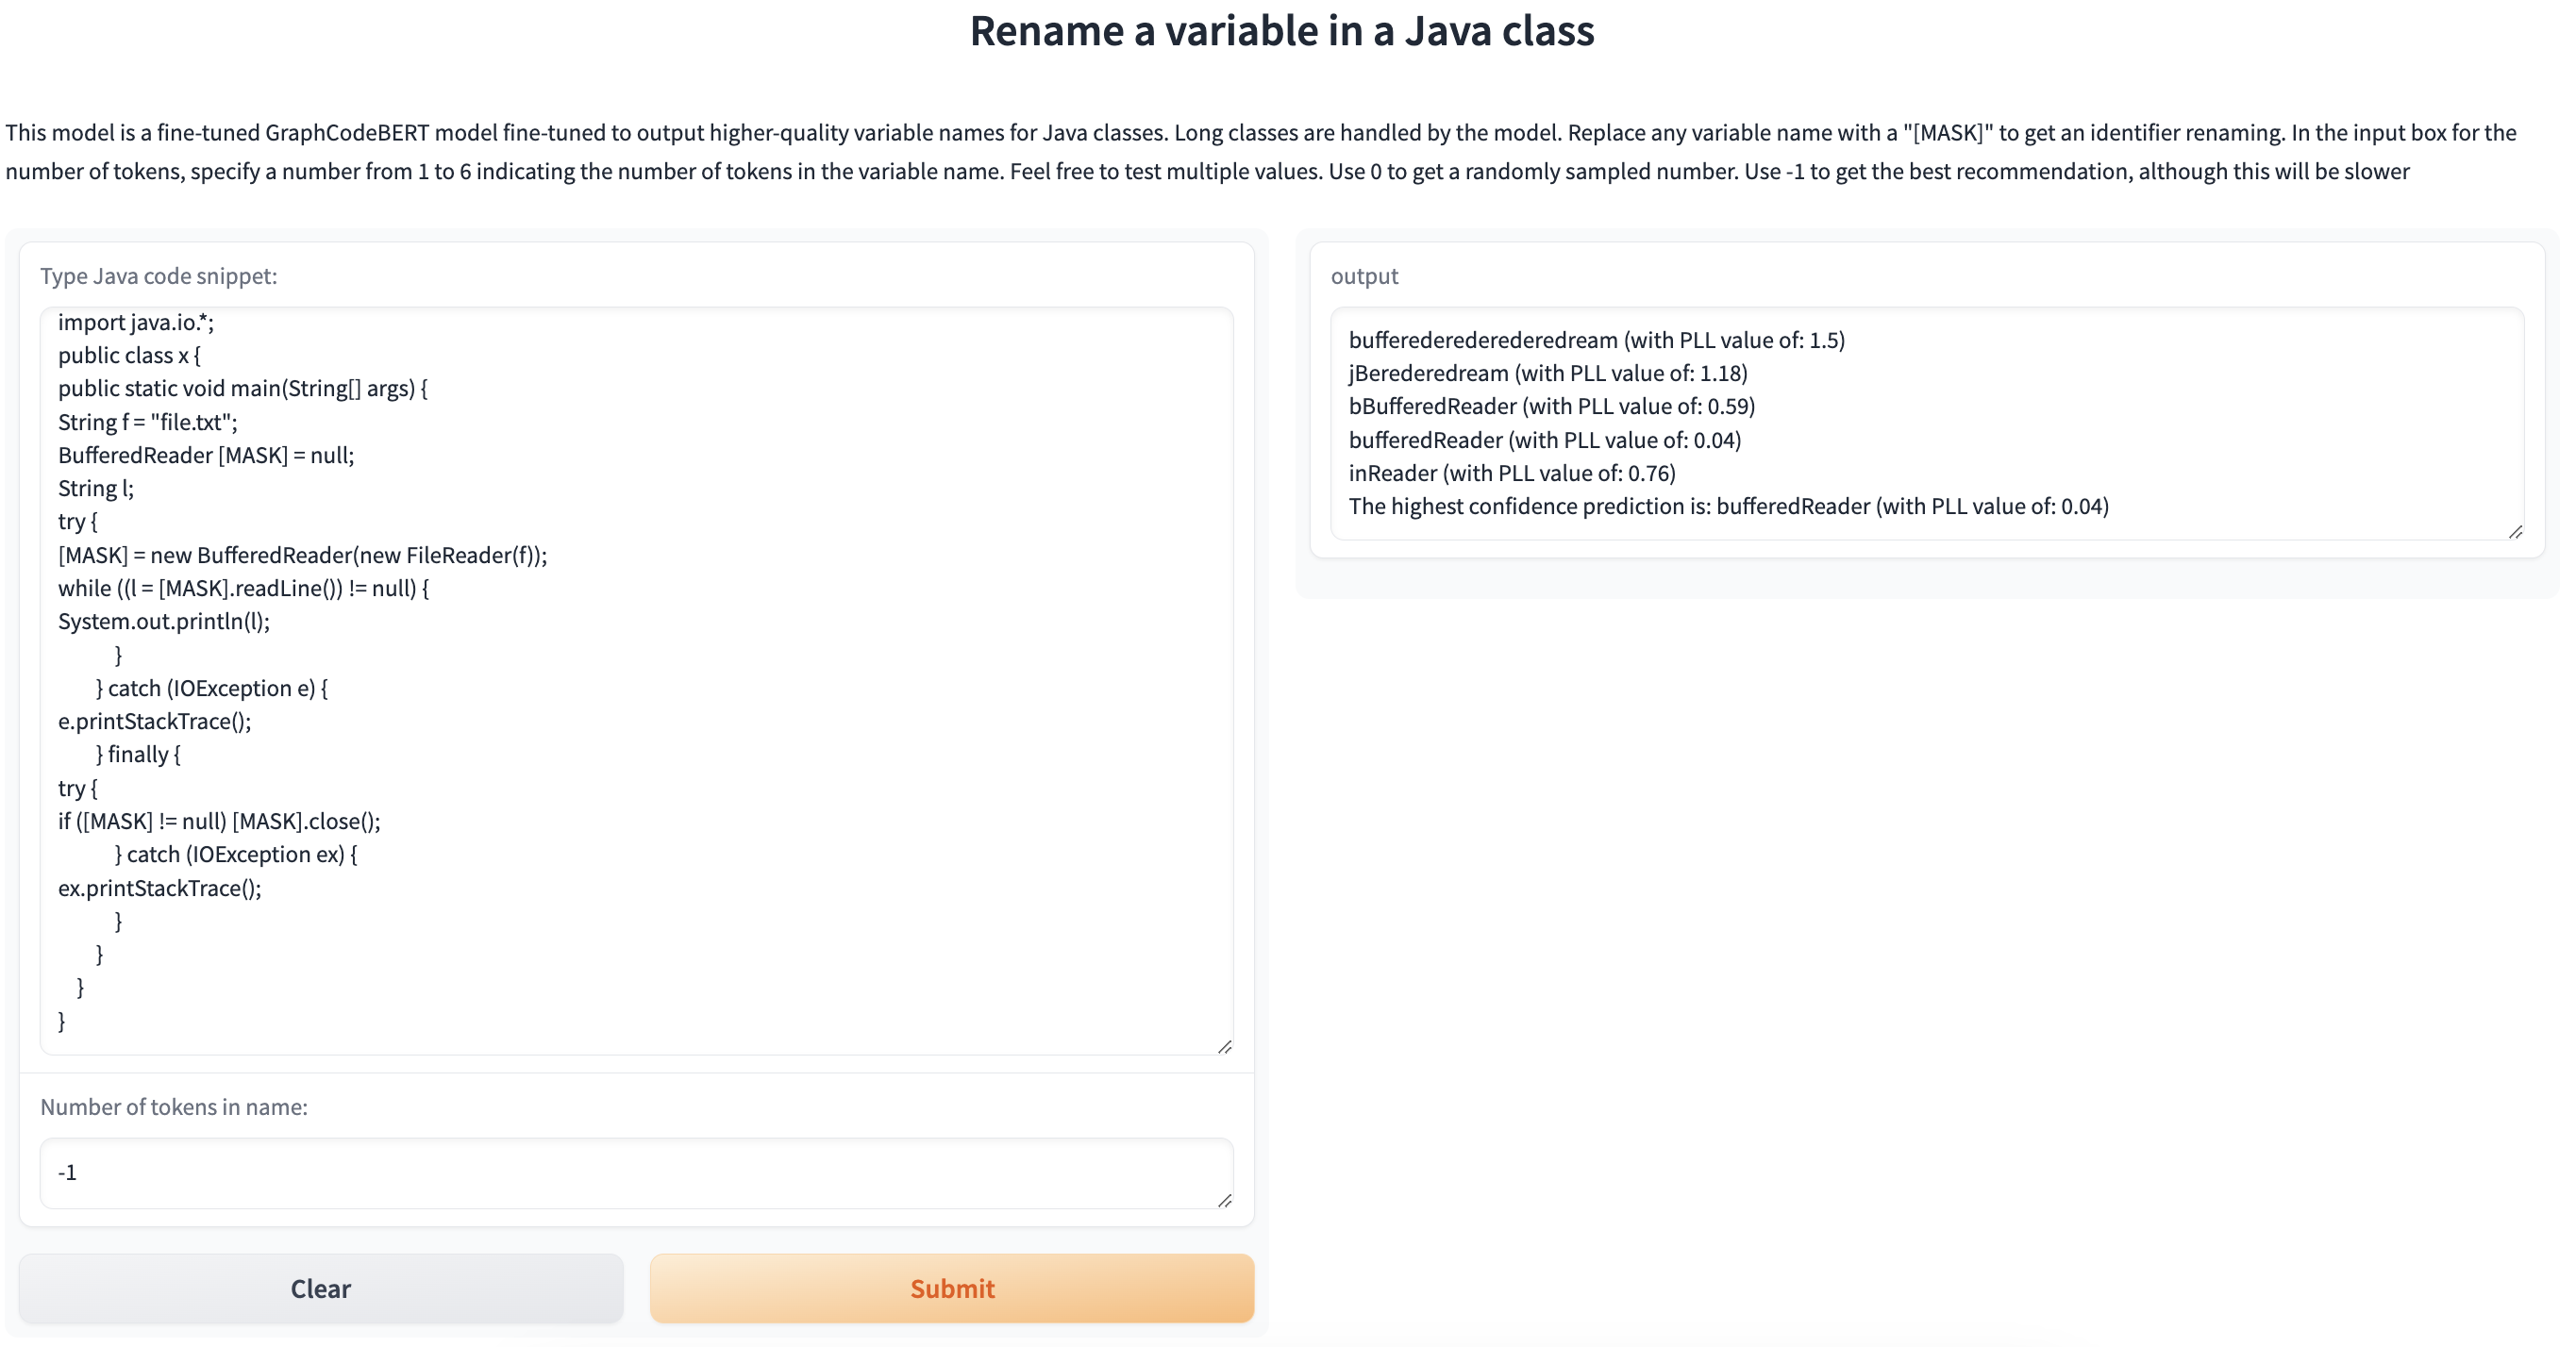 Rename a variable in a Java class
This model is a fine-tuned GraphCodeBERT model fine-tuned to output higher-quality variable names for Java classes. Long classes are handled by the model. Replace any variable name with a "[MASK]" to get an identifier renaming. In the input box for the
number of tokens, specify a number from 1 to 6 indicating the number of tokens in the variable name. Feel free to test multiple values. Use 0 to get a randomly sampled number. Use -1 to get the best recommendation, although this will be slower
Type Java code snippet:
import java.io.*;
public class x {
public static void main(String[] args) {
String f = "file.txt";
BufferedReader [MASK] = null;
String l;
try {
[MASK] = new BufferedReader(new FileReader(f));
while ((l = [MASK].readLine()) != null) {
System.out.println(l);
}
} catch (IOException e) {
e.printStackTrace();
} finally {
try {
if ([MASK] != null) [MASK].close();
} catch (IOException ex) {
ex.printStackTrace();
}
}
}
}
Number of tokens in name:
-1
Clear
Submit
output
bufferederederederedream (with PLL value of: 1.5)
jBerederedream (with PLL value of: 1.18)
bBufferedReader (with PLL value of: 0.59)
bufferedReader (with PLL value of: 0.04)
inReader (with PLL value of: 0.76)
The highest confidence prediction is: bufferedReader (with PLL value of: 0.04)